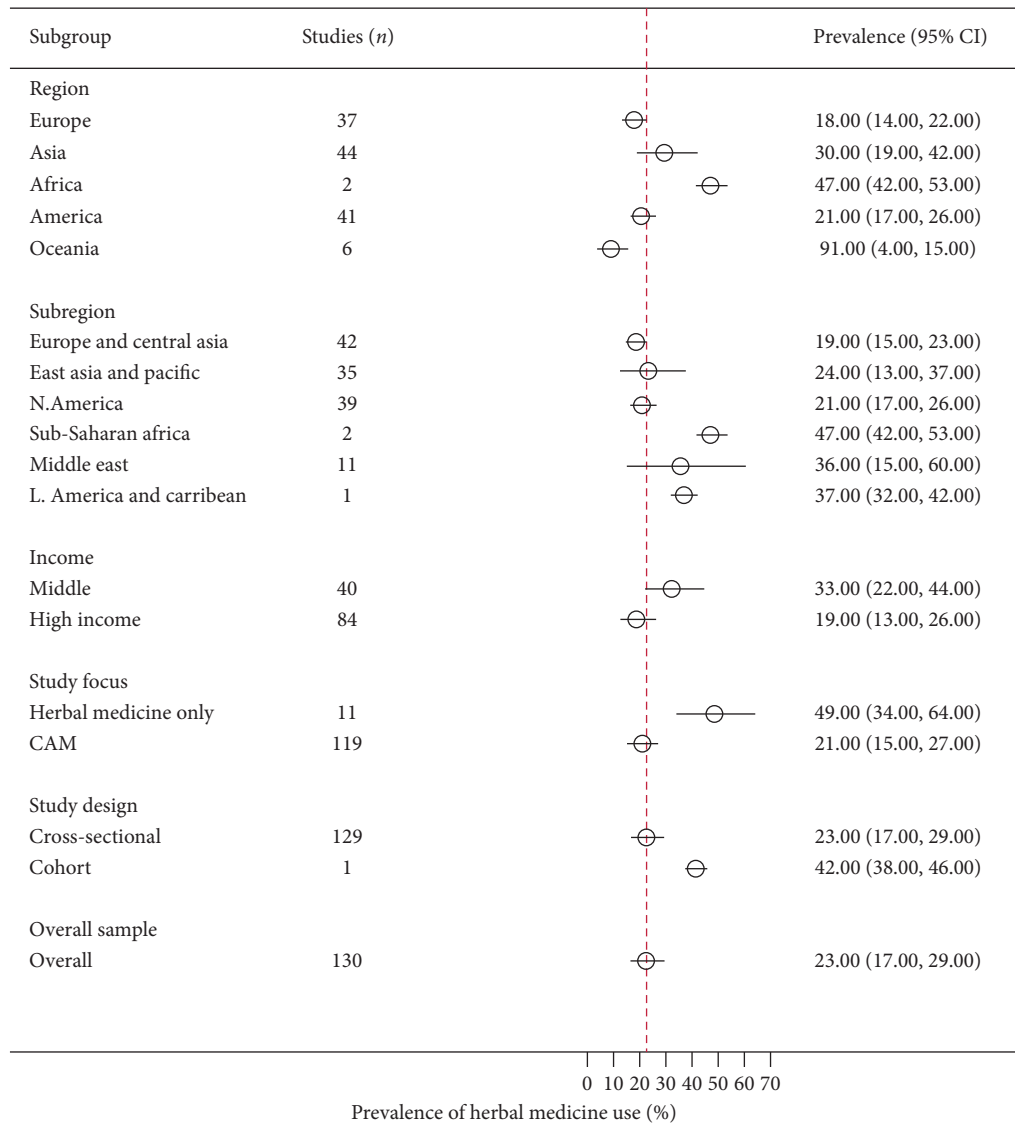 Subgroup Studies (n) Prevalence (95% CI)
Region
Europe 37 18.00 (14.00, 22.00)
Asia 44 30.00 (19.00, 42.00)
Africa 2 47.00 (42.00, 53.00)
America 41 21.00 (17.00, 26.00)
Oceania 6 91.00 (4.00, 15.00)
Subregion
Europe and central asia 42 19.00 (15.00, 23.00)
East asia and pacific 35 24.00 (13.00, 37.00)
N.America 39 21.00 (17.00, 26.00)
Sub-Saharan africa 2 47.00 (42.00, 53.00)
Middle east 11 36.00 (15.00, 60.00)
L. America and carribean 1 37.00 (32.00, 42.00)
Income
Middle 40 33.00 (22.00, 44.00)
High income 84 19.00 (13.00, 26.00)
Study focus
Herbal medicine only 11 49.00 (34.00, 64.00)
CAM 119 21.00 (15.00, 27.00)
Study design
Cross-sectional 129 23.00 (17.00, 29.00)
Cohort 1 42.00 (38.00, 46.00)
Overall sample
Overall 130 23.00 (17.00, 29.00)
0 10 20 30 40 50 60 70
Prevalence of herbal medicine use (%)